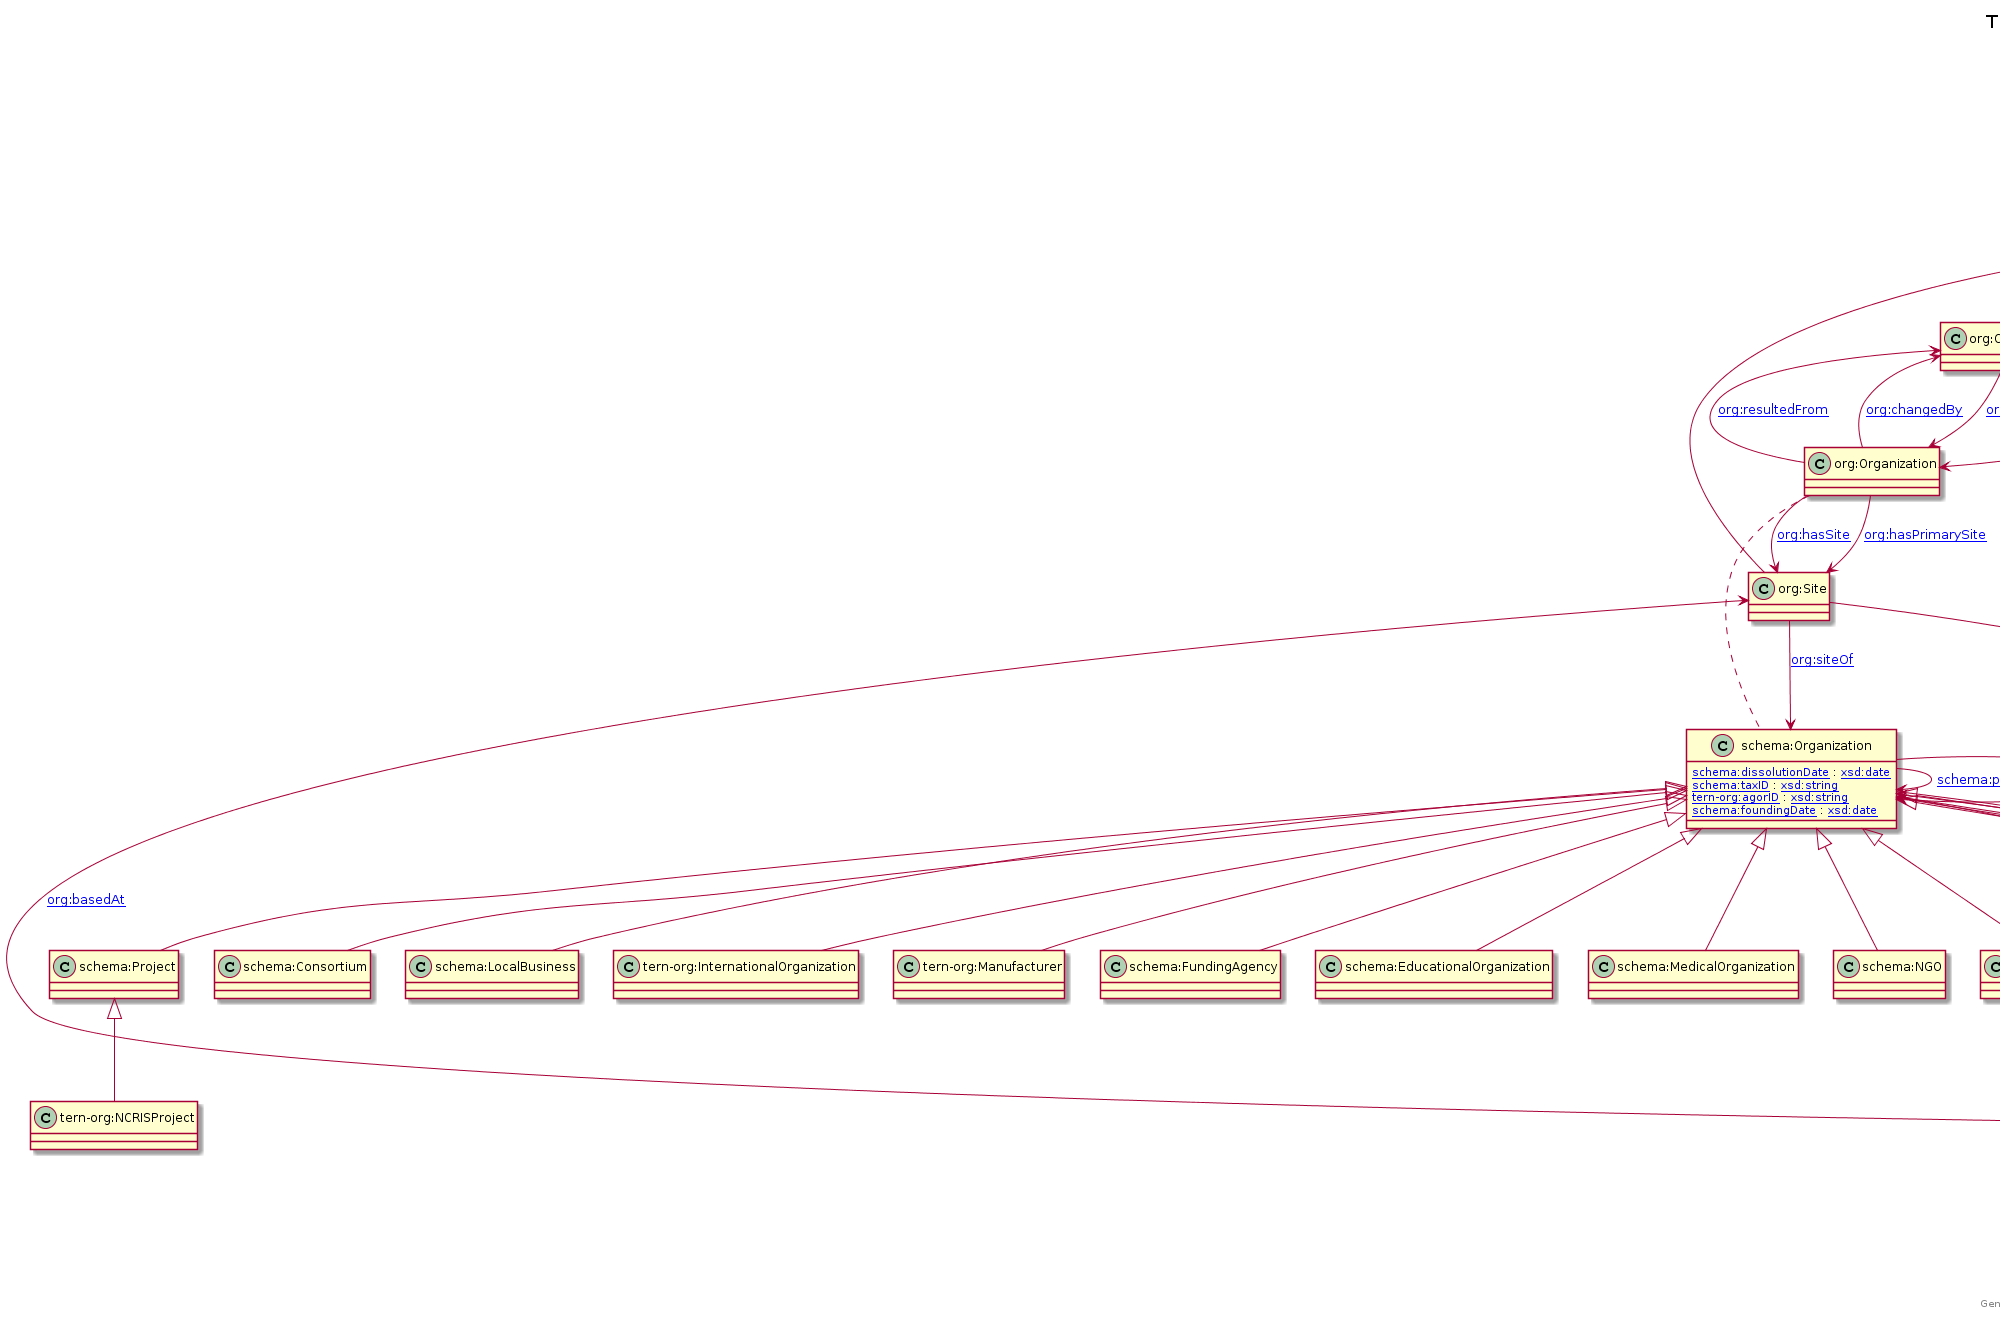 T
C org:O
org:resultedFrom
org:changedBy
or
C org:Organization
org:hasSite
org:hasPrimarySite
C org:Site
org:siteOf
C schema:Organization
schema:dissolutionDate : xsd:date
schema:taxID : xsd:string
tern-org:agorID : xsd:string
schema:foundingDate : xsd:date
schema:p
org:basedAt
C schema:Project
C schema:Consortium
C schema:LocalBusiness
C tern-org:InternationalOrganization
C tern-org:Manufacturer
C schema:FundingAgency
C schema:EducationalOrganization
C schema:MedicalOrganization
C schema:NGO
C
C tern-org:NCRISProject
Gen